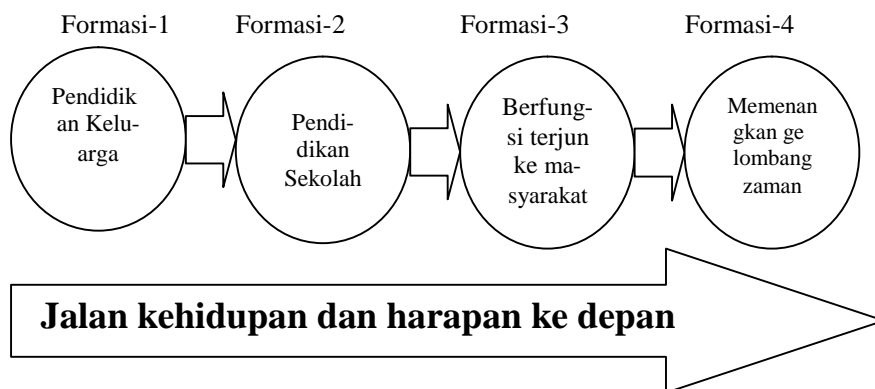 Formasi-1 Formasi-2 Formasi-3 Formasi-4
Pendidik
an Kelu-
arga
Pendi-
dikan
Sekolah
Berfung-
si terjun
ke ma-
syarakat
Memenan
gkan ge
lombang
zaman
Jalan kehidupan dan harapan ke depan